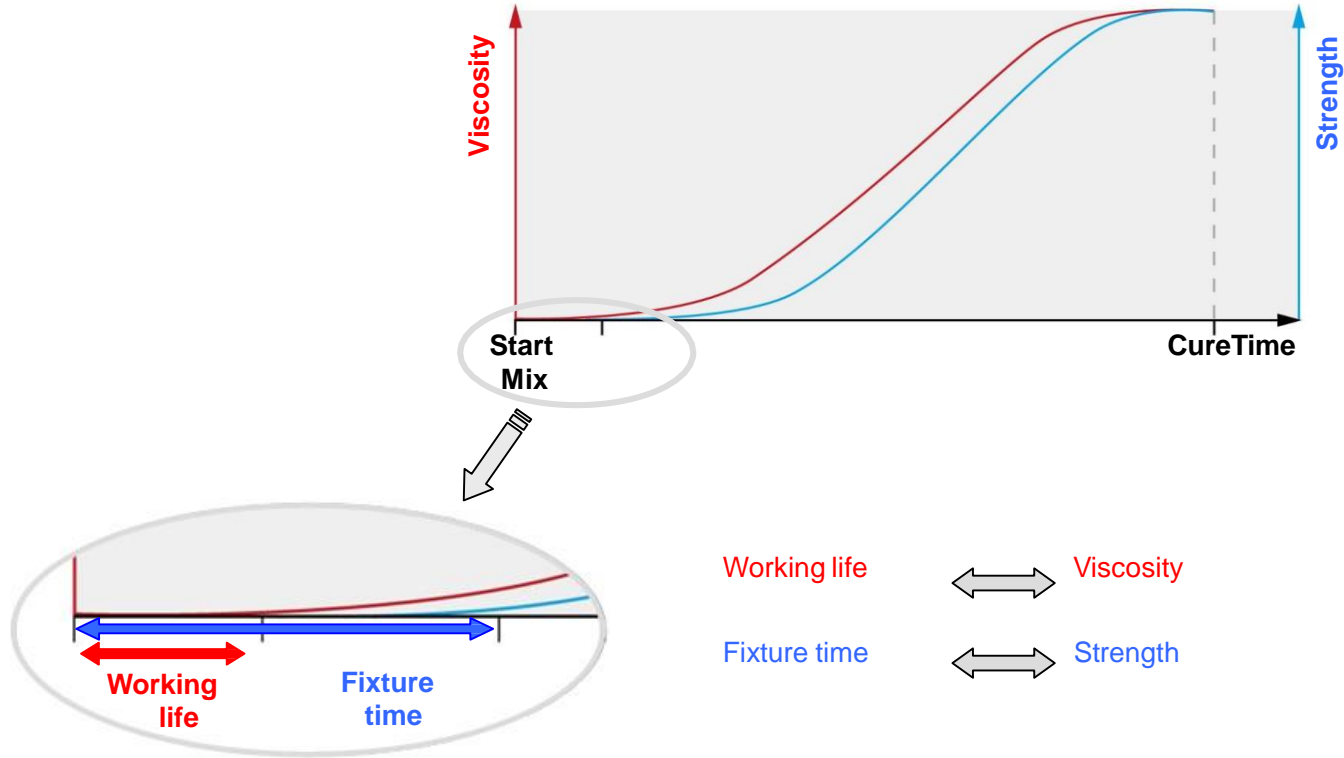 Viscosity
Strength
Start
Mix
CureTime
Working life
Viscosity
Fixture time
Strength
Working
life
Fixture
time